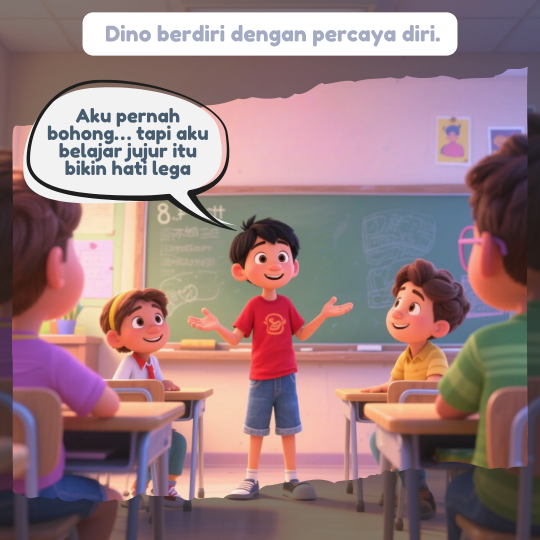 Dino berdiri dengan percaya diri.
Aku pernah
bohong... tapi aku
belajar jujur itu
bikin hati lega